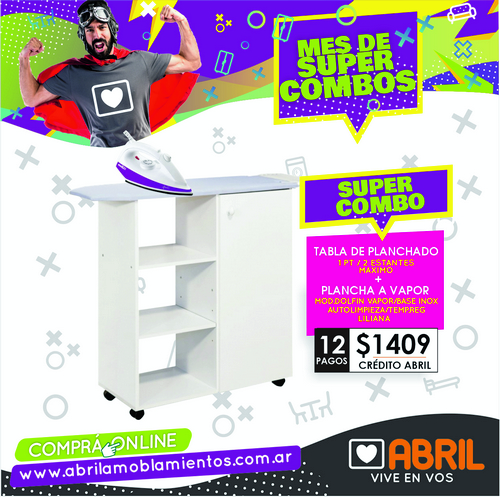 MES DE
SUPER
COMBOS
SUPER
COMBO
TABLA DE PLANCHADO
1 PT / 2 ESTANTES
MAXIMO
+
PLANCHA A VAPOR
MOD.DOLFIN VAPOR/BASE INOX
AUTOLIMPIEZA/TEMP.REG
LILIANA
12
PAGOS
$1409
CRÉDITO ABRIL
COMPRÁ ONLINE
www.abrilamoblamientos.com.ar
ABRIL
VIVE EN VOS